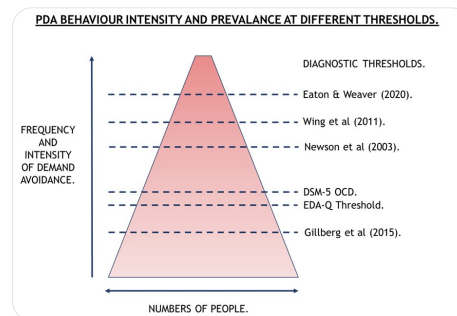 PDA BEHAVIOUR INTENSITY AND PREVALANCE AT DIFFERENT THRESHOLDS.
DIAGNOSTIC THRESHOLDS.
Eaton & Weaver (2020).
Wing et al (2011).
Newson et al (2003).
FREQUENCY
AND
INTENSITY
OF DEMAND
AVOIDANCE.
DSM-5 OCD.
EDA-Q Threshold.
Gillberg et al (2015).
NUMBERS OF PEOPLE.